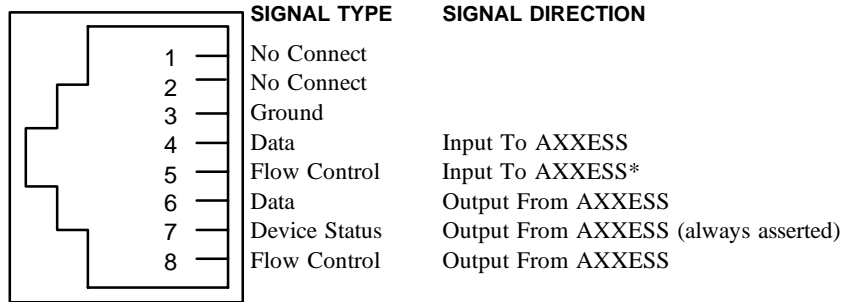 SIGNAL TYPE SIGNAL DIRECTION
1 No Connect
2 No Connect
3 Ground
4 Data Input To AXXESS
5 Flow Control Input To AXXESS*
6 Data Output From AXXESS
7 Device Status Output From AXXESS (always asserted)
8 Flow Control Output From AXXESS